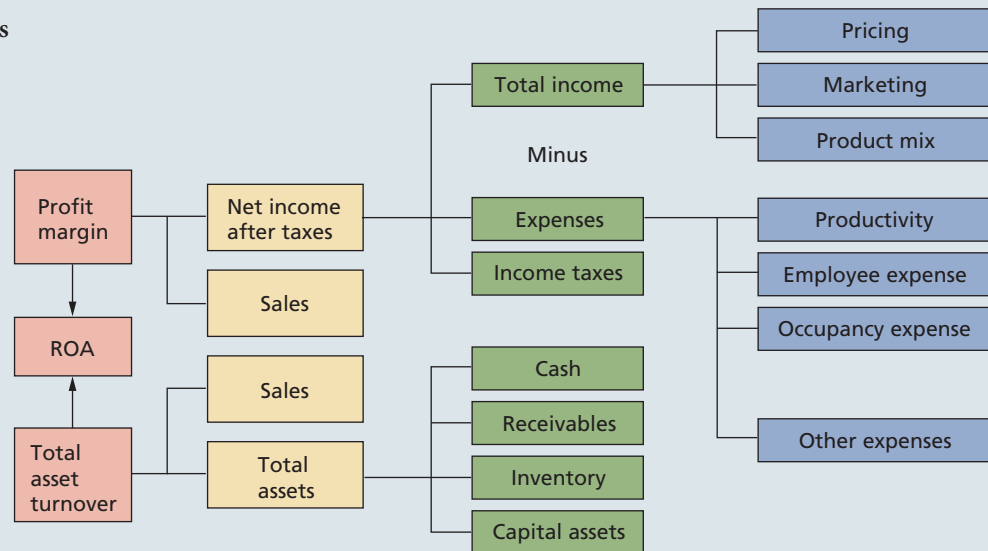 s
Pricing
Total income
Marketing
Minus
Product mix
Profit
margin
Net income
after taxes
Expenses
Productivity
Income taxes
Employee expense
Sales
ROA
Occupancy expense
Sales
Cash
Receivables
Other expenses
Total
asset
turnover
Total
assets
Inventory
Capital assets